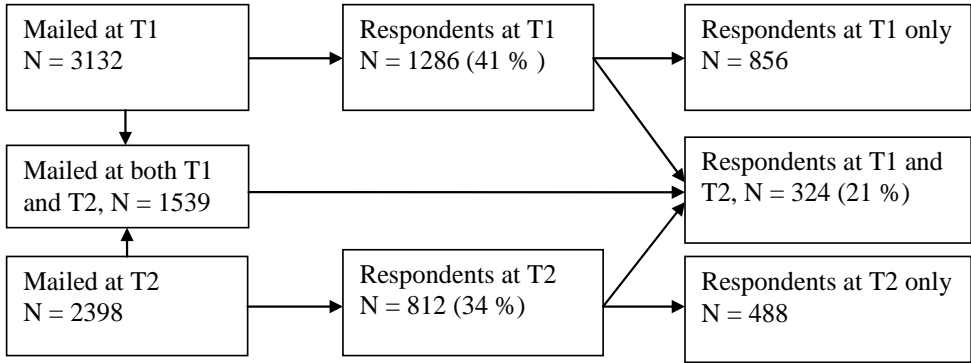 Mailed at T1
N = 3132
Respondents at T1
N = 1286 (41 % )
Respondents at T1 only
N = 856
Mailed at both T1
and T2, N = 1539
Respondents at T1 and
T2, N = 324 (21 %)
Mailed at T2
N = 2398
Respondents at T2
N = 812 (34 %)
Respondents at T2 only
N = 488